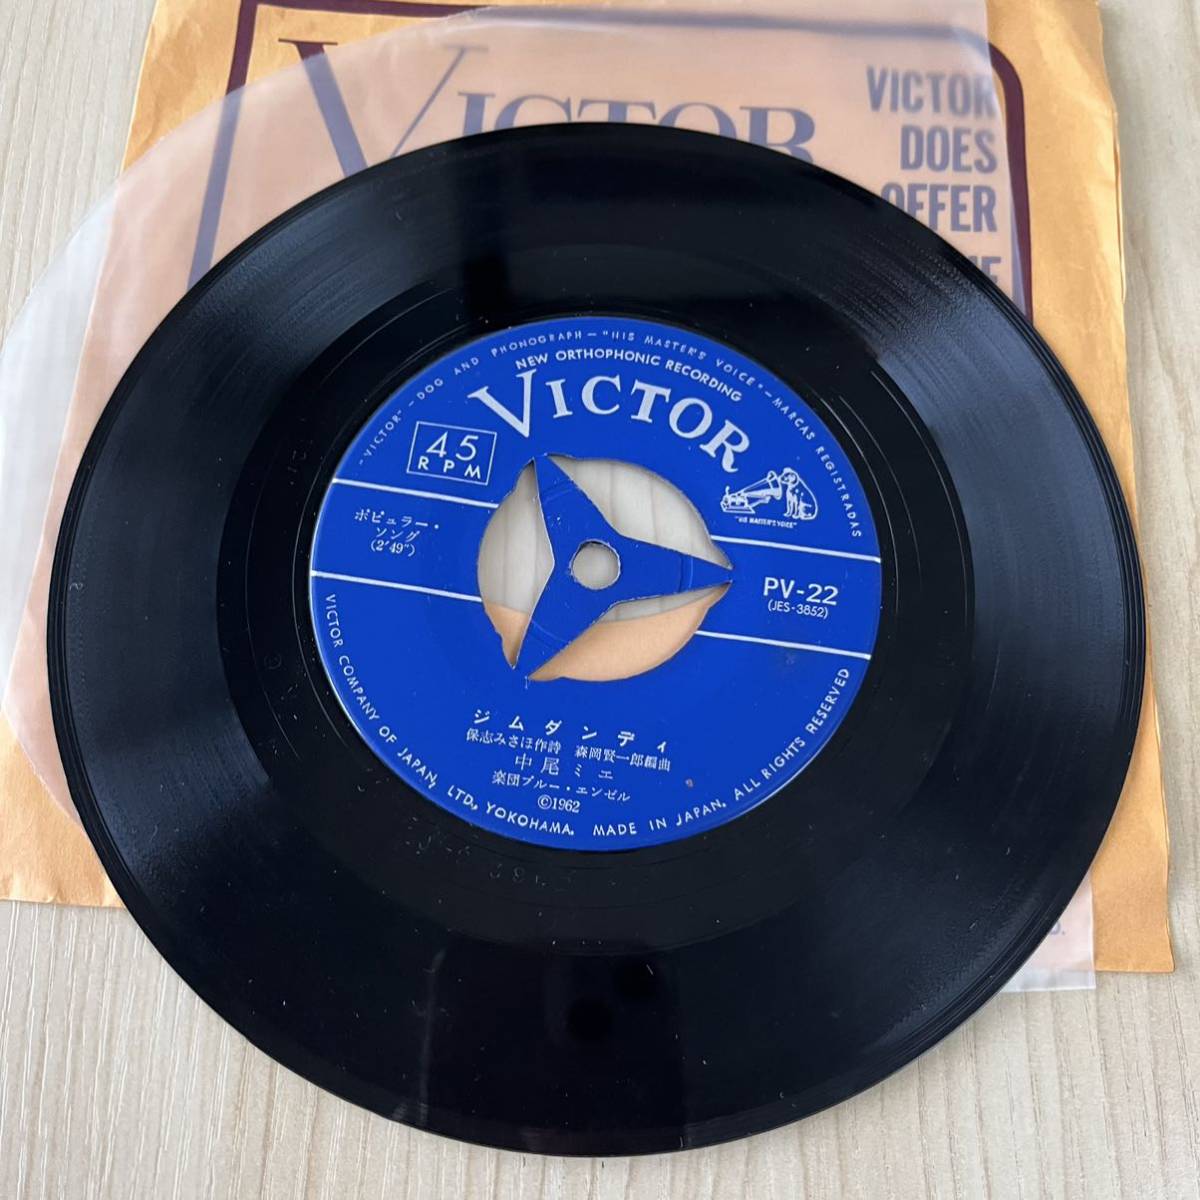 VICTOR
VICTOR
DOES
OFFER
"VICTOR" – DOG AND PHONOGRAPH – "HIS MASTER'S VOICE" – MARCAS REGISTRADAS
NEW ORTHOPHONIC RECORDING
VICTOR
45
RPM
"HIS MASTER'S VOICE"
ポピュラー・
ソング
(2'49")
PV-22
(JES-3852)
ジムダンディ
保志みさほ作詩 森岡賢一郎編曲
中尾ミエ
楽団ブルー・エンゼル
©1962
VICTOR COMPANY OF JAPAN, LTD. YOKOHAMA. MADE IN JAPAN. ALL RIGHTS RESERVED